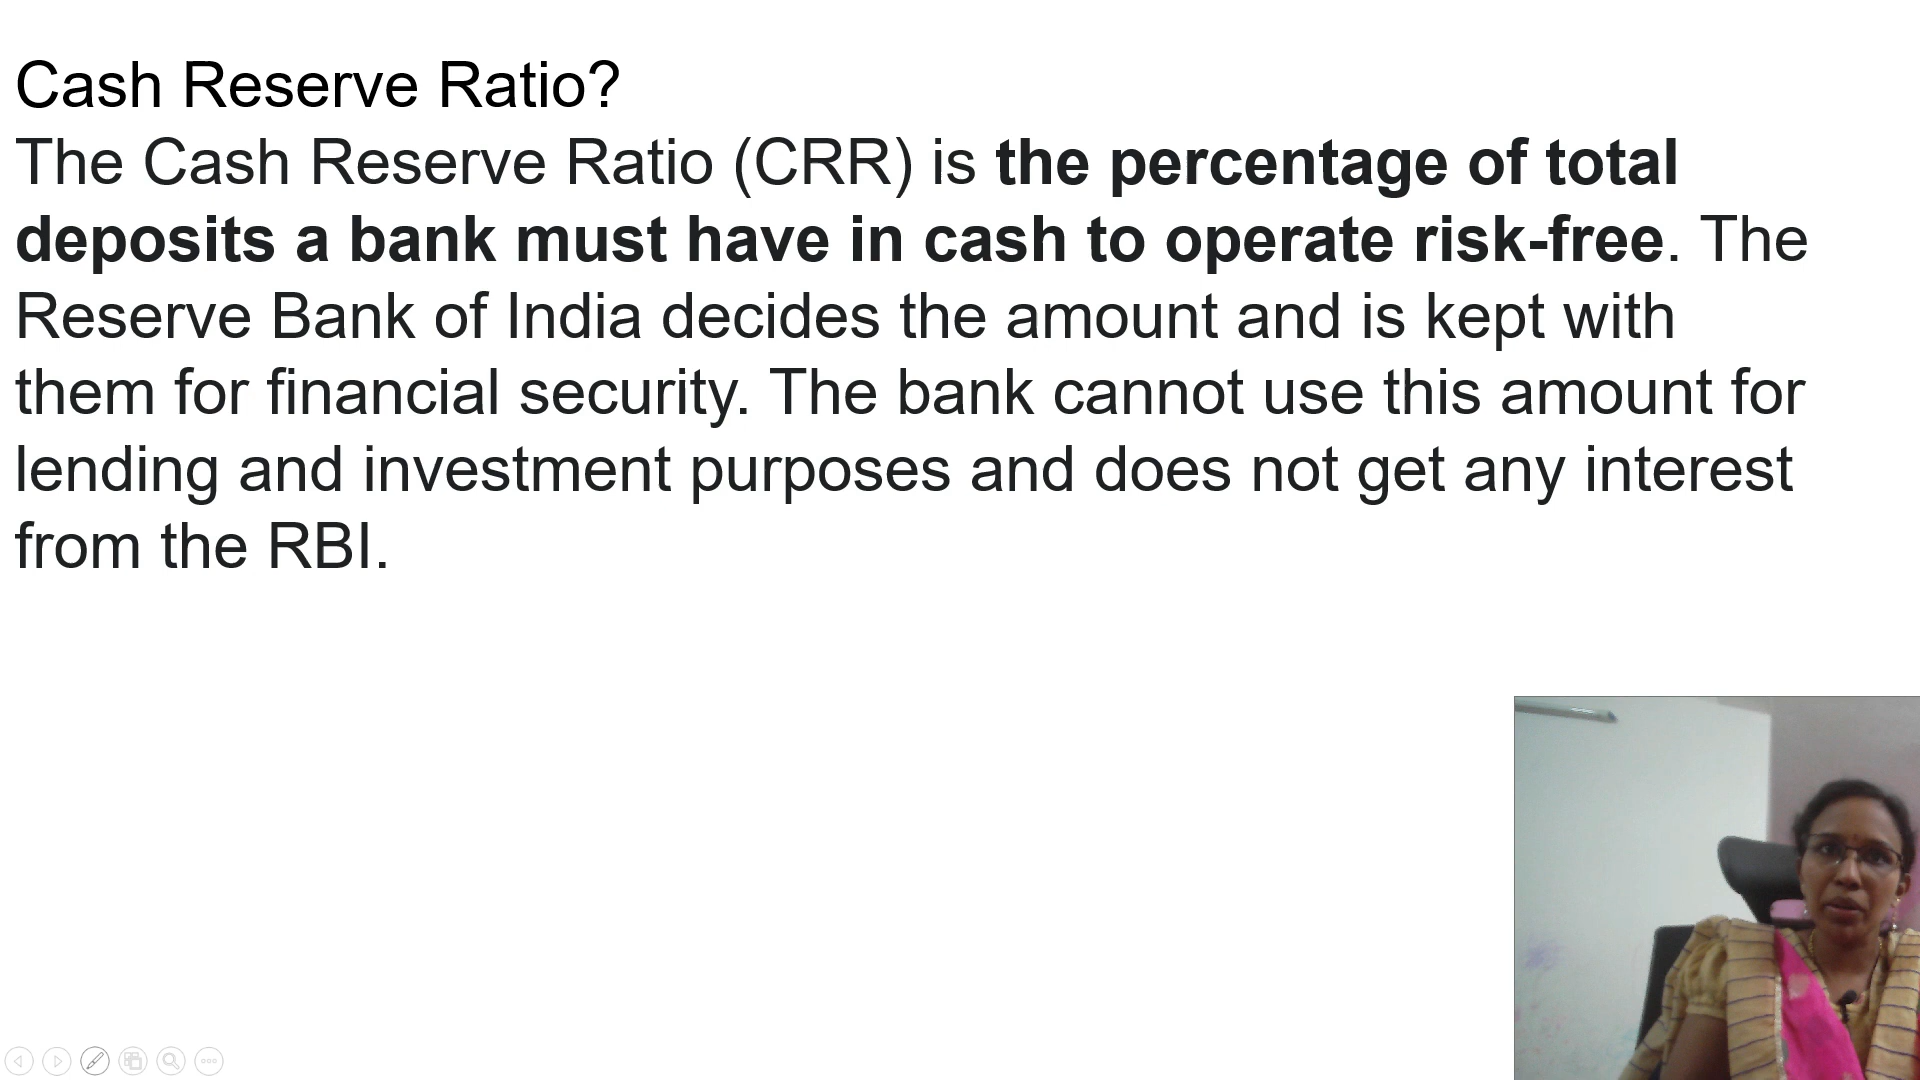 Cash Reserve Ratio?
The Cash Reserve Ratio (CRR) is the percentage of total
deposits a bank must have in cash to operate risk-free. The
Reserve Bank of India decides the amount and is kept with
them for financial security. The bank cannot use this amount for
lending and investment purposes and does not get any interest
from the RBI.